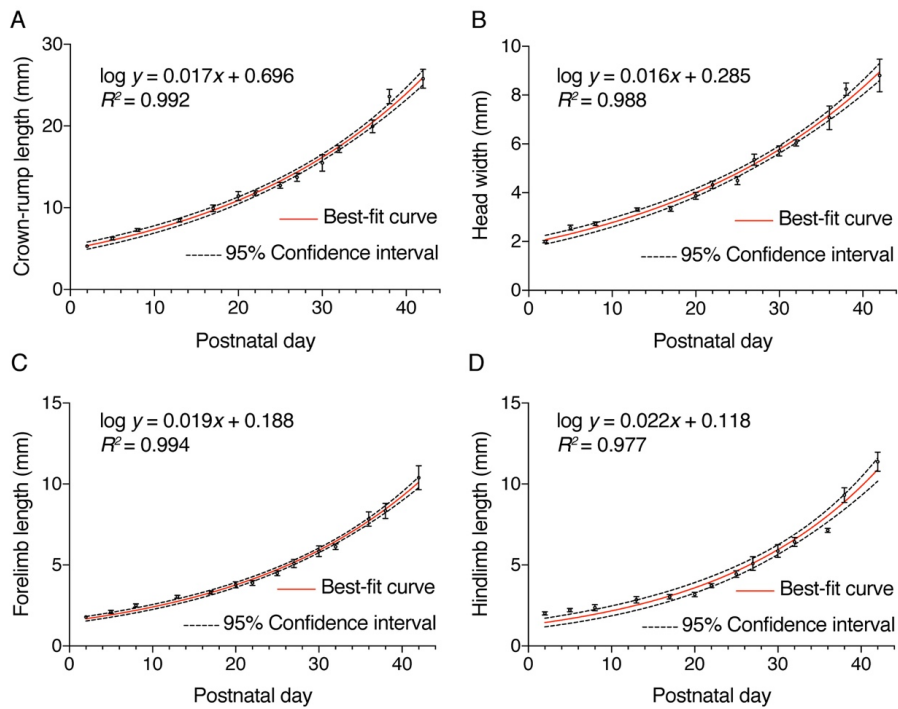 A
Crown-rump length (mm)
30
20
10
0
log y = 0.017x + 0.696
R² = 0.992
Best-fit curve
95% Confidence interval
0 10 20 30 40
Postnatal day
B
Head width (mm)
10
8
6
4
2
0
log y = 0.016x + 0.285
R² = 0.988
Best-fit curve
95% Confidence interval
0 10 20 30 40
Postnatal day
C
Forelimb length (mm)
15
10
5
0
log y = 0.019x + 0.188
R² = 0.994
Best-fit curve
95% Confidence interval
0 10 20 30 40
Postnatal day
D
Hindlimb length (mm)
15
10
5
0
log y = 0.022x + 0.118
R² = 0.977
Best-fit curve
95% Confidence interval
0 10 20 30 40
Postnatal day